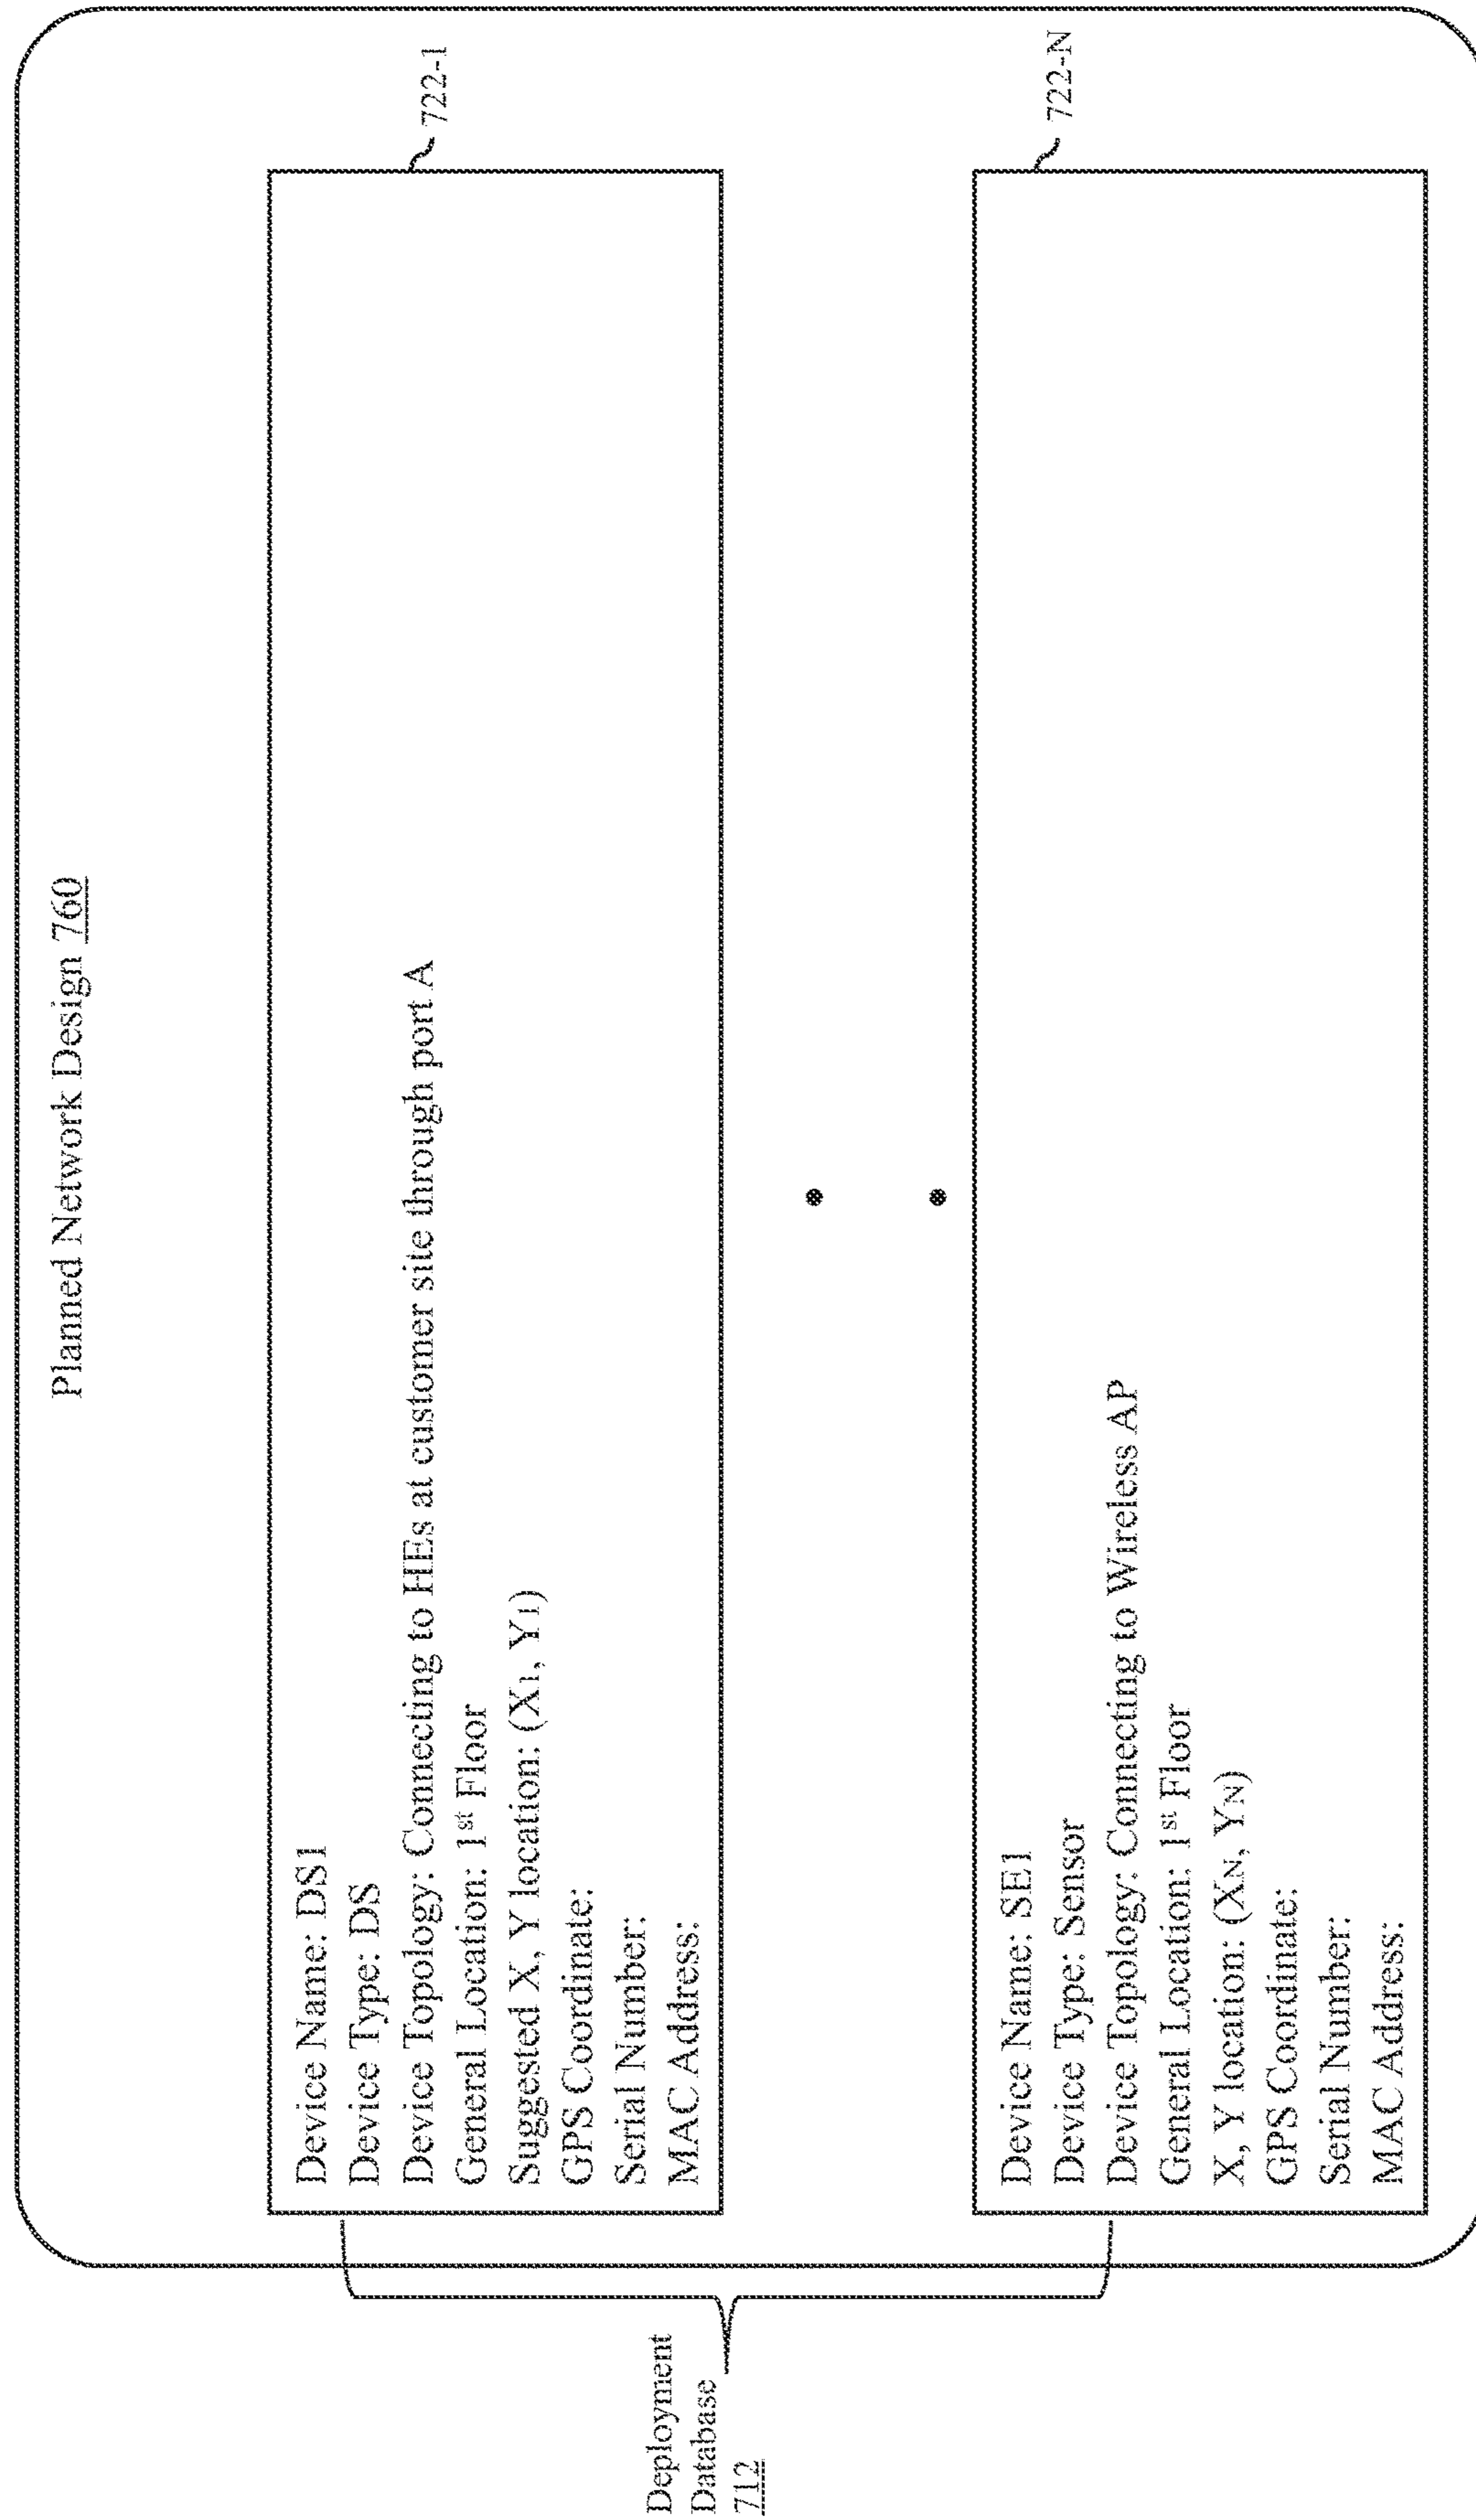 Planned Network Design 760
Deployment
Database
712
Device Name: DS1
Device Type: DS
Device Topology: Connecting to HEs at customer site through port A
General Location: 1st Floor
Suggested X, Y location: (X1, Y1)
GPS Coordinate:
Serial Number:
MAC Address:
722-1
Device Name: SE1
Device Type: Sensor
Device Topology: Connecting to Wireless AP
General Location: 1st Floor
X, Y location: (XN, YN)
GPS Coordinate:
Serial Number:
MAC Address:
722-N